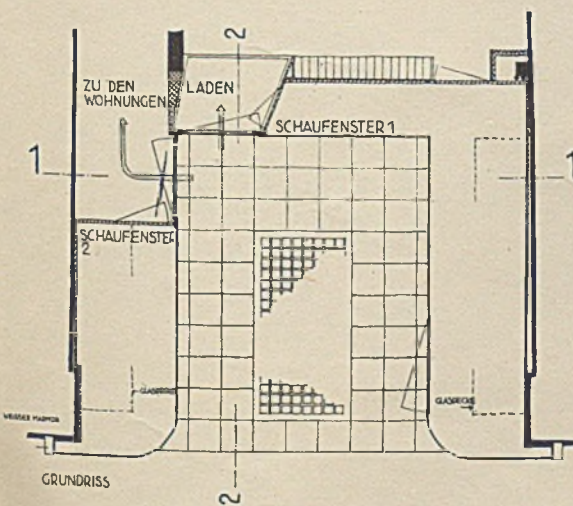 2
ZU DEN
WOHNUNGEN
LADEN
SCHAUFENSTER 1
1
1
SCHAUFENSTER
2
GLASDECKE
GLASDECKE
WEISSER MARMOR
GRUNDRISS
2